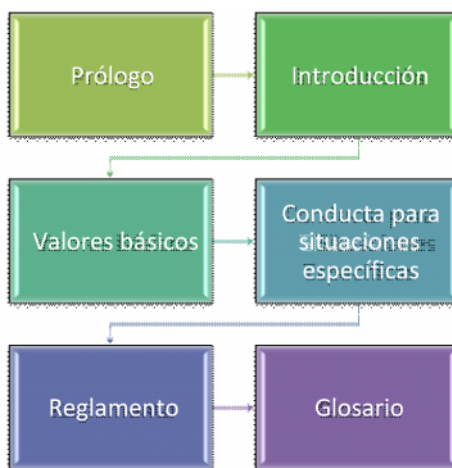 Prólogo
Introducción
Valores básicos
Conducta para
situaciones
específicas
Reglamento
Glosario